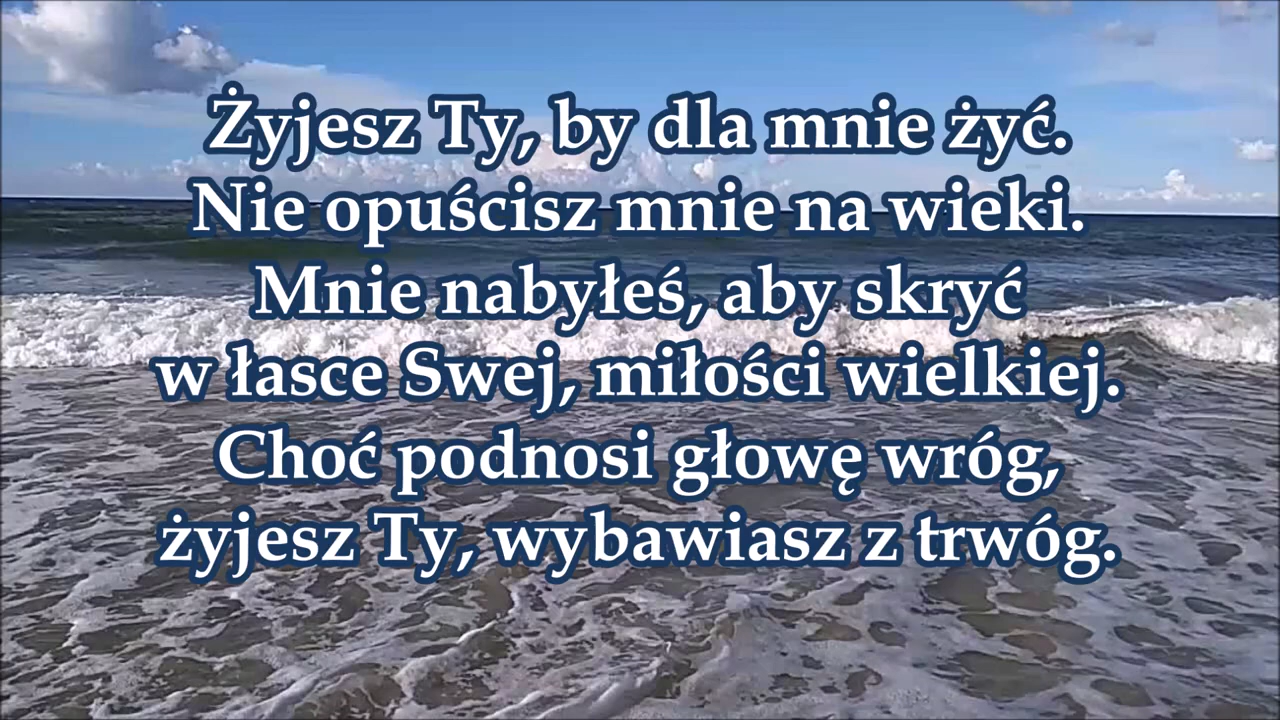 Żyjesz Ty, by dla mnie żyć.
Nie opuścisz mnie na wieki.
Mnie nabyłeś, aby skryć
w łasce Swej, miłości wielkiej.
Choć podnosi głowę wróg,
żyjesz Ty, wybawiasz z trwóg.